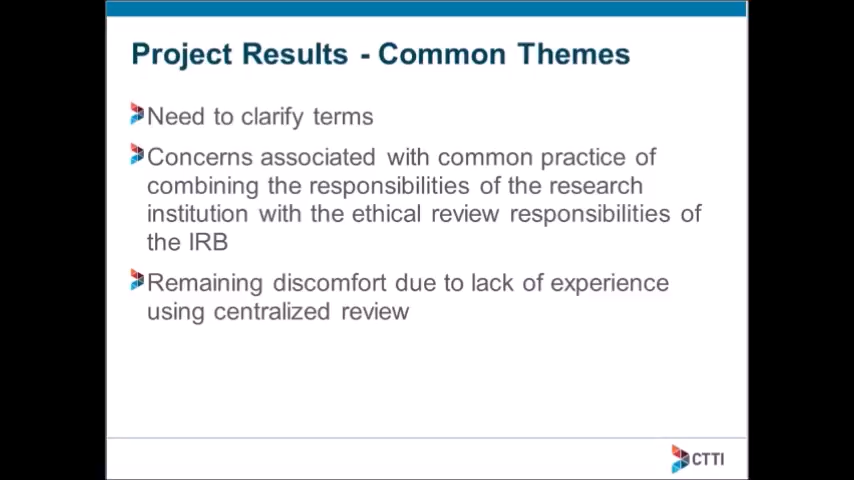 Project Results - Common Themes
Need to clarify terms
Concerns associated with common practice of
combining the responsibilities of the research
institution with the ethical review responsibilities of
the IRB
Remaining discomfort due to lack of experience
using centralized review
CTTI